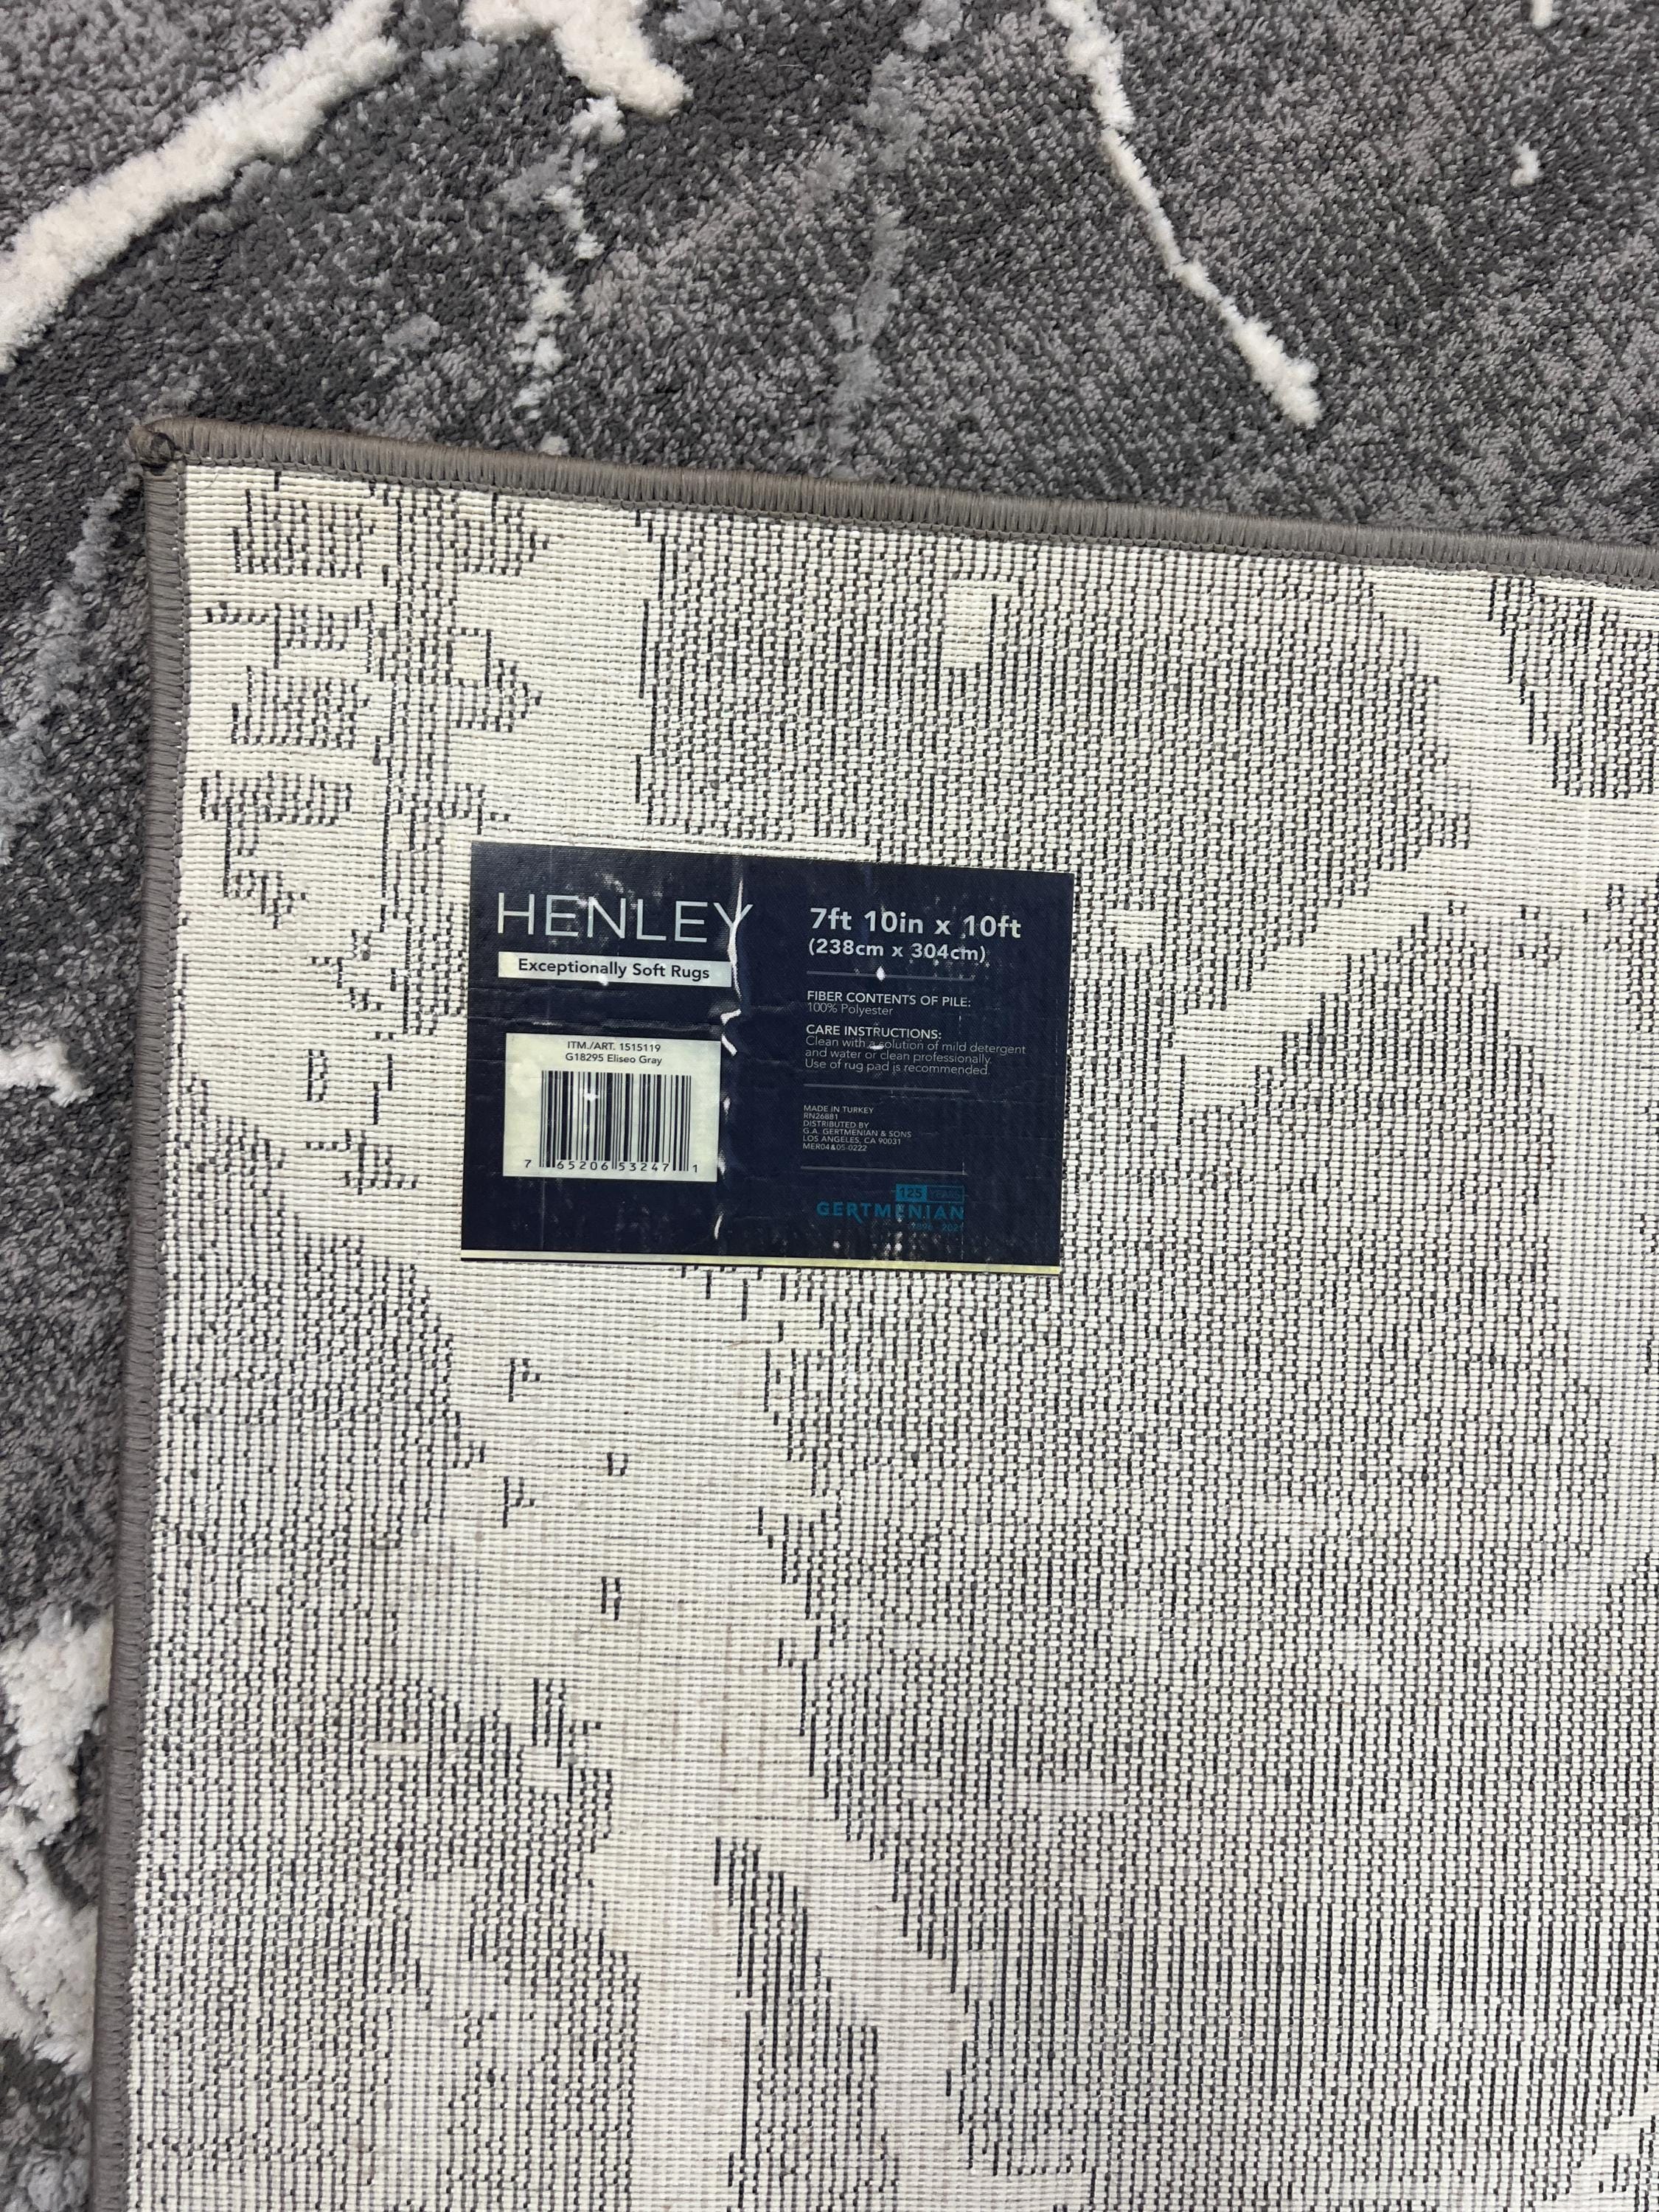 HENLEY
Exceptionally Soft Rugs
ITM./ART. 1515119
G18295 Eliseo Gray
7 65206 53247 1
7ft 10in x 10ft
(238cm x 304cm)
FIBER CONTENTS OF PILE:
100% Polyester
CARE INSTRUCTIONS:
Clean with a solution of mild detergent
and water or clean professionally.
Use of rug pad is recommended.
MADE IN TURKEY
RN26881
DISTRIBUTED BY
G.A. GERTMENIAN & SONS
LOS ANGELES, CA 90031
MER04&05-0222
125 YEARS
GERTMENIAN
1896 - 2021